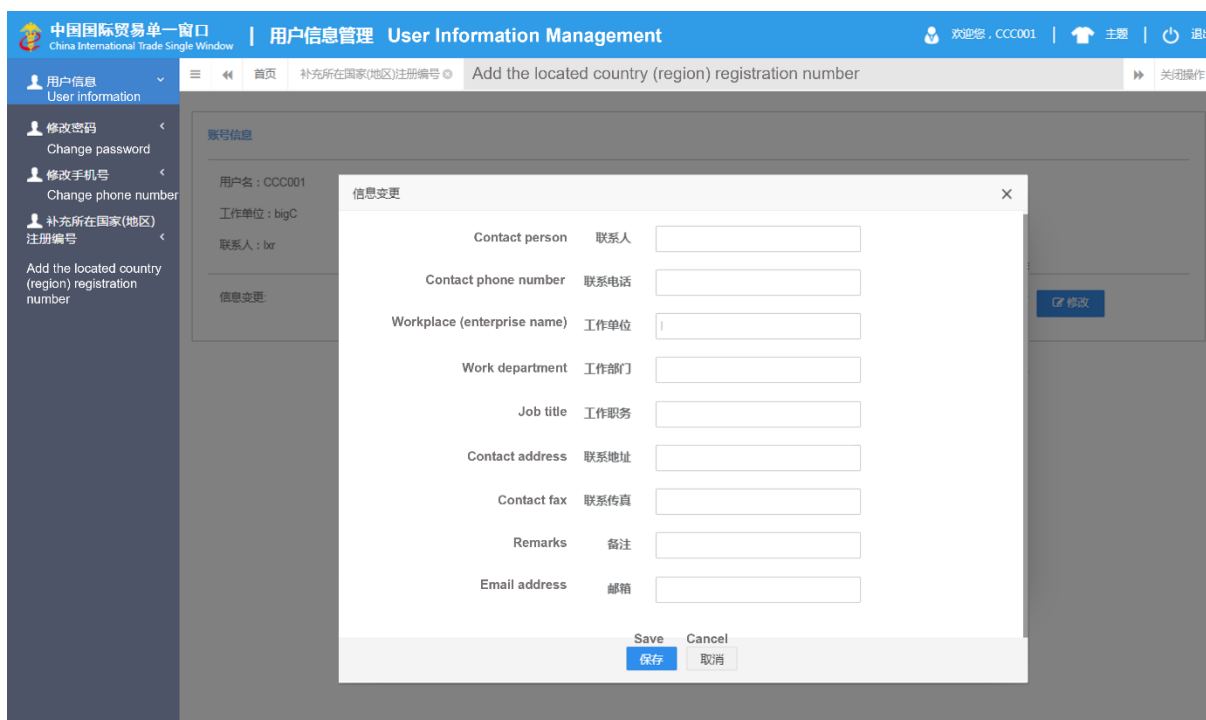 中国国际贸易单一窗口
China International Trade Single Window
用户信息管理 User Information Management
欢迎您，CCC001
主题
用户信息
User information
首页
补充所在国家(地区)注册编号
Add the located country (region) registration number
关闭操作
修改密码
Change password
修改手机号
Change phone number
补充所在国家(地区)
注册编号
Add the located country
(region) registration
number
账号信息
用户名：CCC001
工作单位：bigC
联系人：lxr
信息变更:
修改
信息变更
Contact person 联系人
Contact phone number 联系电话
Workplace (enterprise name) 工作单位
Work department 工作部门
Job title 工作职务
Contact address 联系地址
Contact fax 联系传真
Remarks 备注
Email address 邮箱
Save Cancel
保存 取消